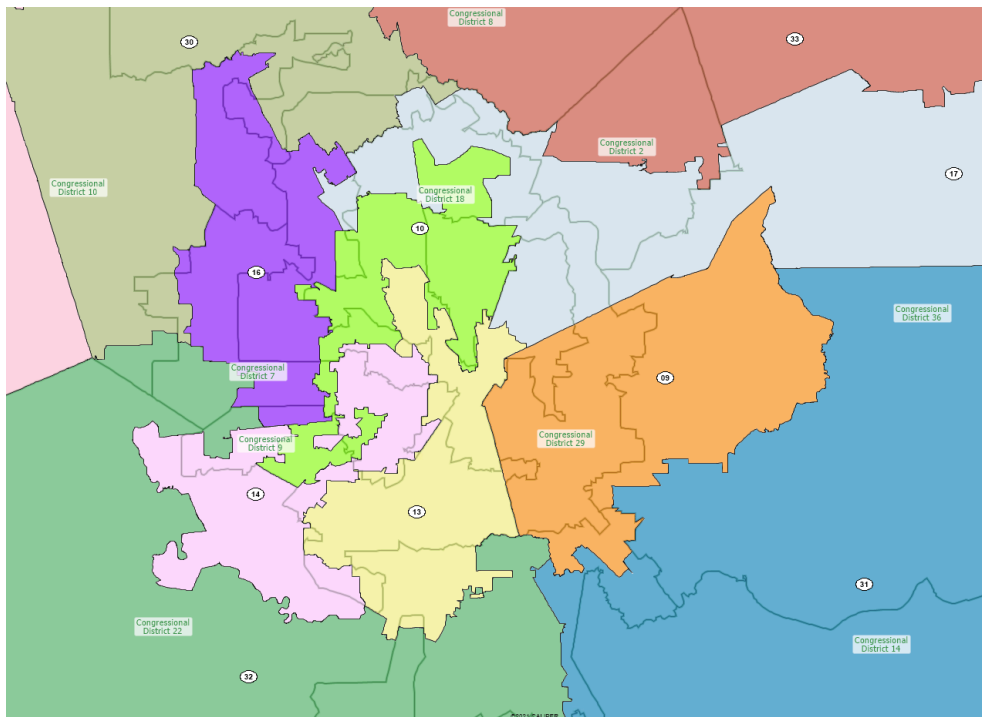 Congressional
District 8
30
33
Congressional
District 2
17
Congressional
District 10
Congressional
District 18
10
16
Congressional
District 36
Congressional
District 7
09
Congressional
District 9
Congressional
District 29
14
13
31
Congressional
District 22
Congressional
District 14
32